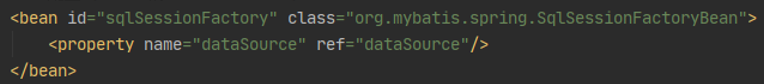 <bean id="sqlSessionFactory" class="org.mybatis.spring.SqlSessionFactoryBean">
    <property name="dataSource" ref="dataSource"/>
</bean>